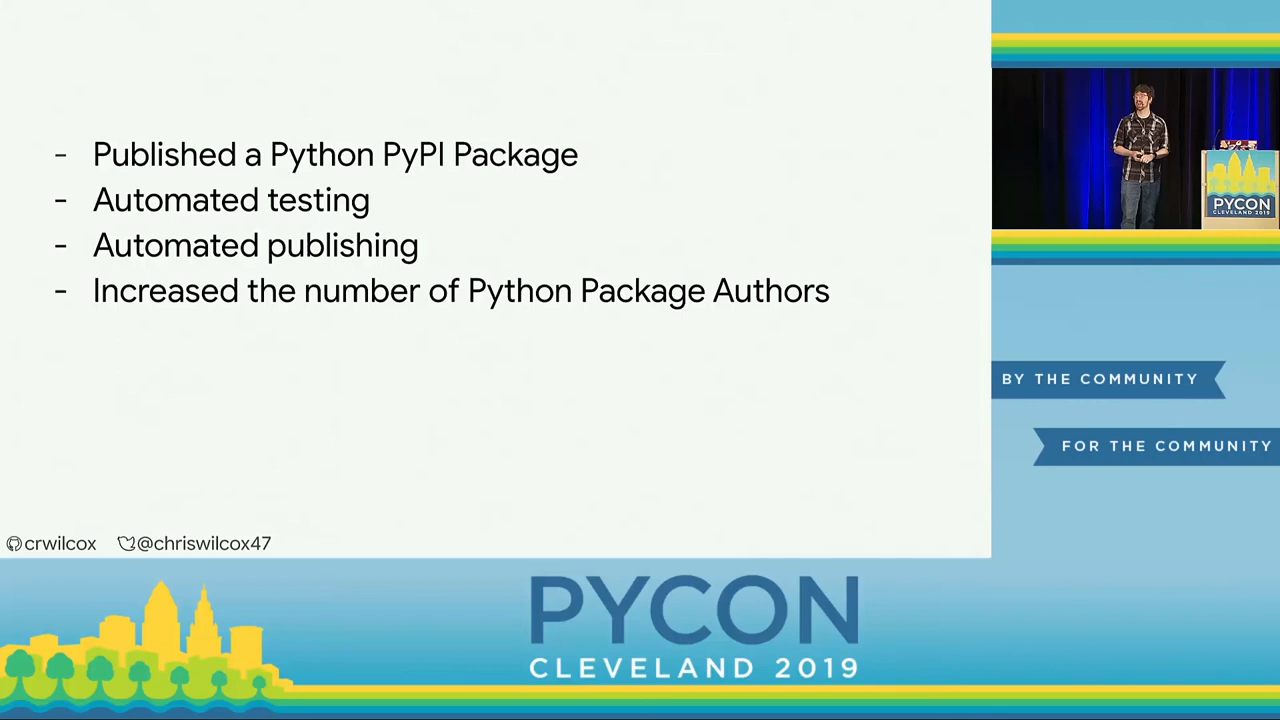 - Published a Python PyPI Package
- Automated testing
- Automated publishing
- Increased the number of Python Package Authors
crwilcox @chriswilcox47
PYCON
CLEVELAND 2019
BY THE COMMUNITY
FOR THE COMMUNITY
PYCON
CLEVELAND 2019